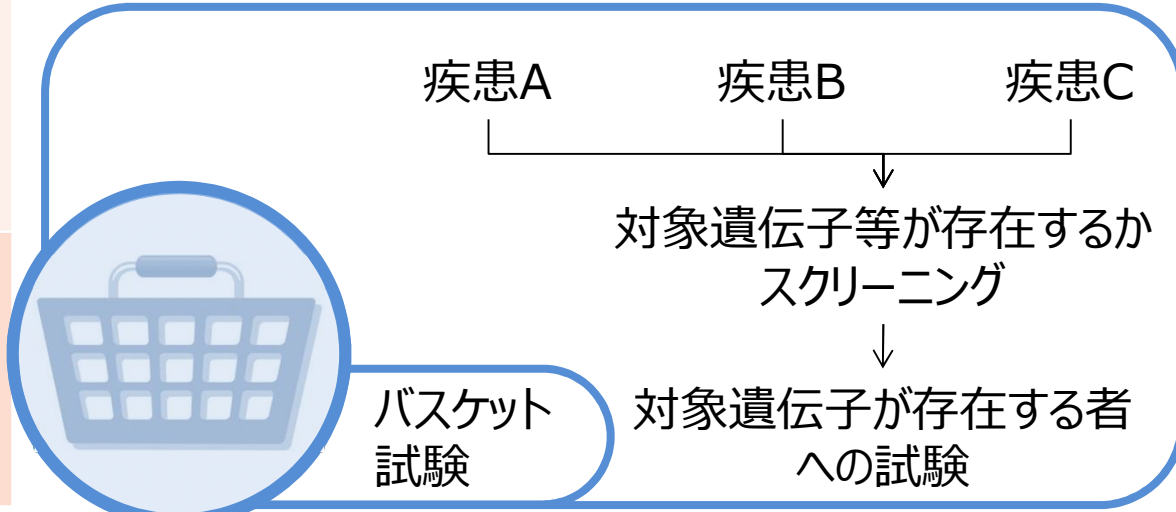 疾患A 疾患B 疾患C
対象遺伝子等が存在するか
スクリーニング
バスケット
試験
対象遺伝子が存在する者
への試験